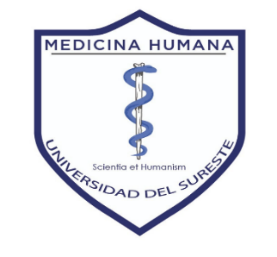 MEDICINA HUMANA
Scientia et Humanism
UNIVERSIDAD DEL SURESTE